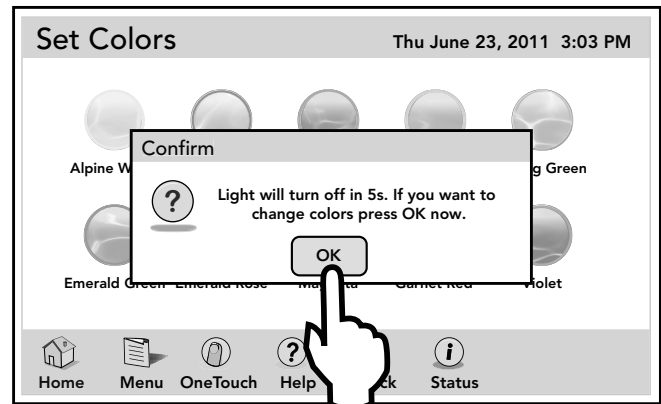 Set Colors Thu June 23, 2011 3:03 PM
Confirm
Alpine g Green
Light will turn off in 5s. If you want to
change colors press OK now.
OK
Emerald Green Emerald Rose Magenta Garnet Red Violet
Home Menu OneTouch Help Status